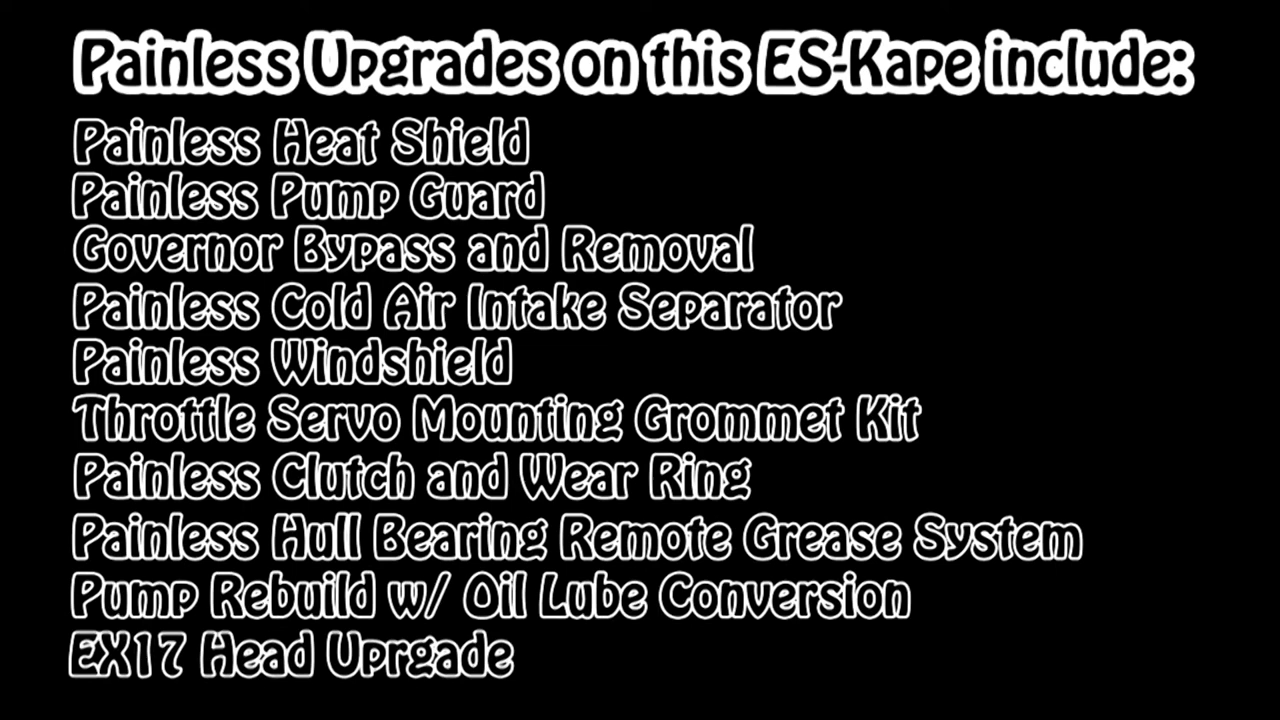 Painless Upgrades on this ES-Kape include:
Painless Heat Shield
Painless Pump Guard
Governor Bypass and Removal
Painless Cold Air Intake Separator
Painless Windshield
Throttle Servo Mounting Grommet Kit
Painless Clutch and Wear Ring
Painless Hull Bearing Remote Grease System
Pump Rebuild w/ Oil Lube Conversion
EX17 Head Uprgade